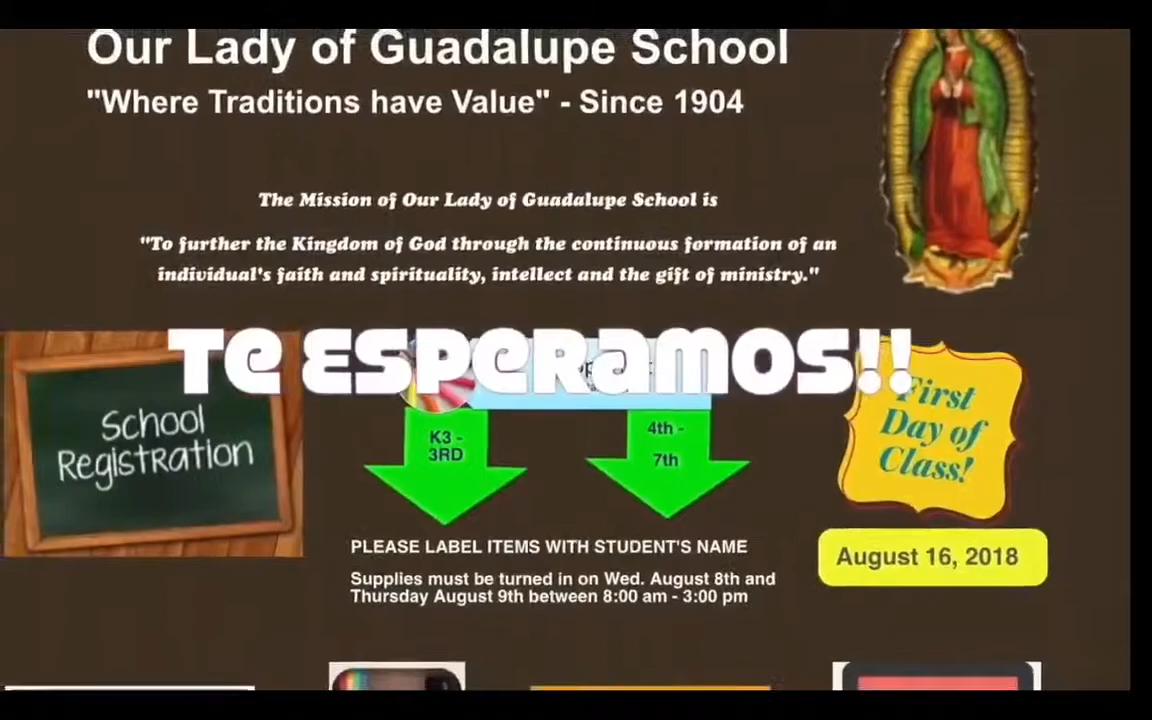 Our Lady of Guadalupe School
"Where Traditions have Value" - Since 1904
The Mission of Our Lady of Guadalupe School is
"To further the Kingdom of God through the continuous formation of an
individual's faith and spirituality, intellect and the gift of ministry."
TE ESPERAMOS!!
School
Registration
K3 -
3RD
4th -
7th
First
Day of
Class!
August 16, 2018
PLEASE LABEL ITEMS WITH STUDENT'S NAME
Supplies must be turned in on Wed. August 8th and
Thursday August 9th between 8:00 am - 3:00 pm